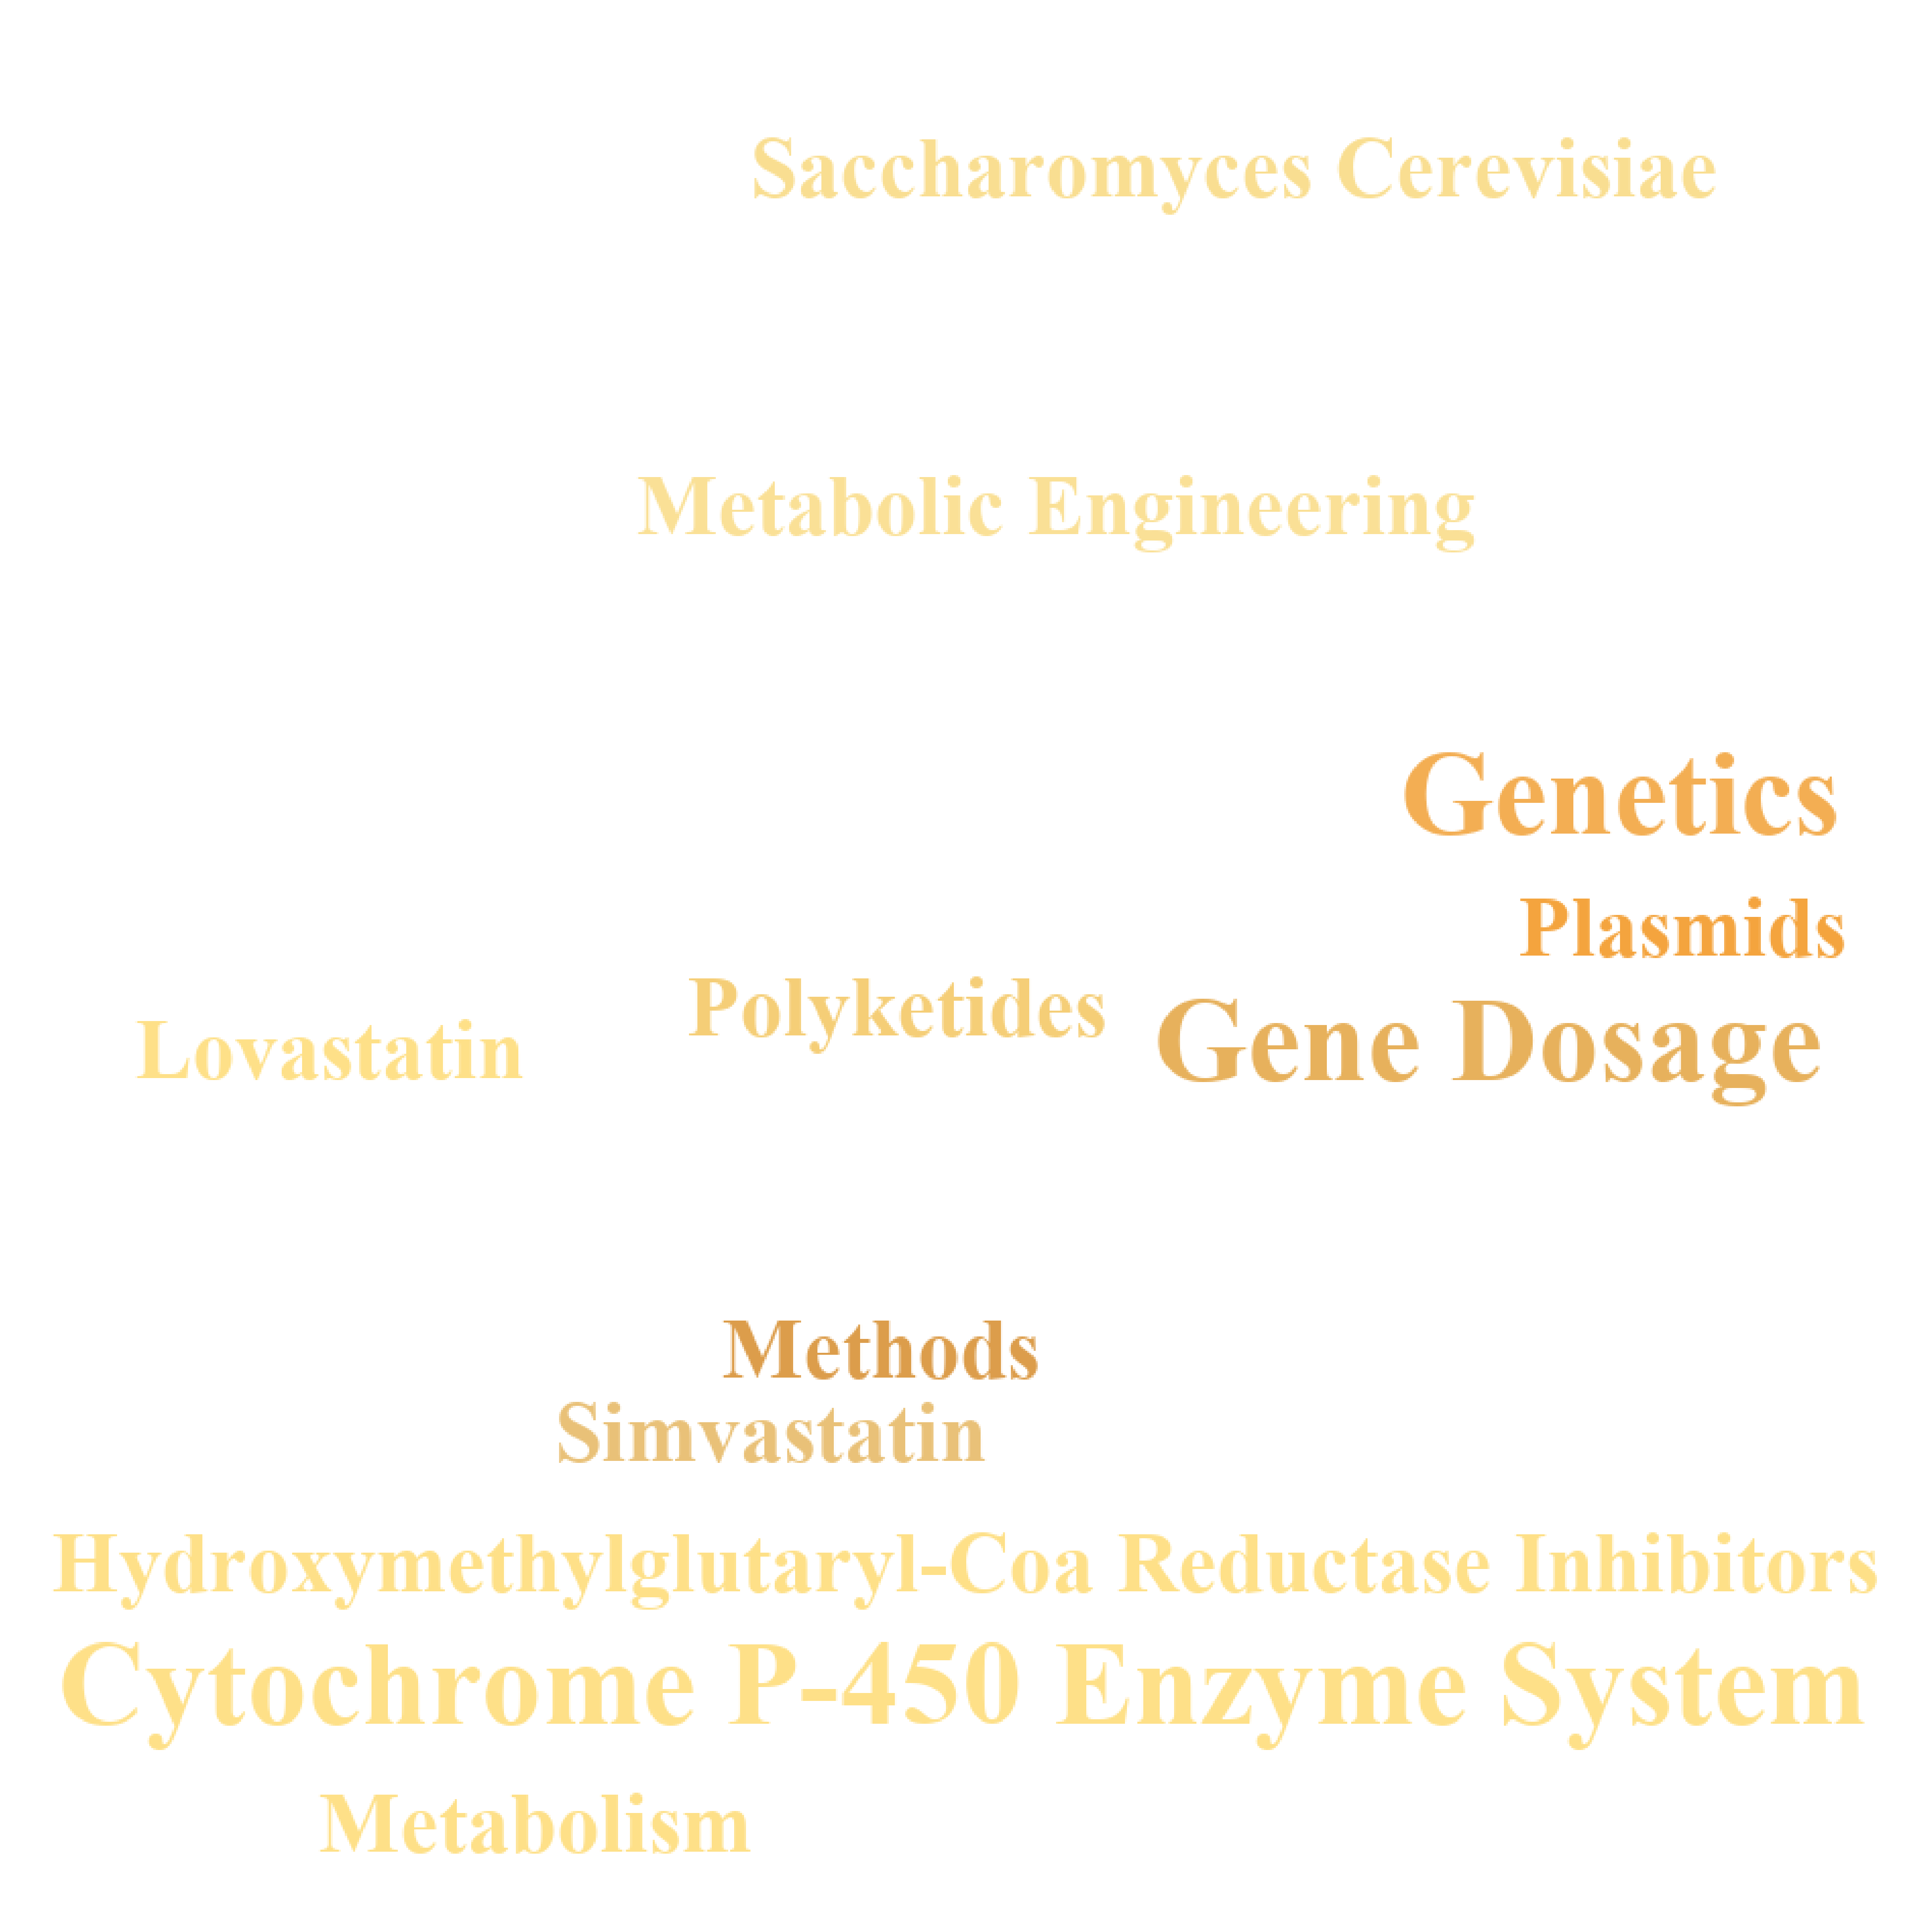 Saccharomyces Cerevisiae
Metabolic Engineering
Genetics
Plasmids
Polyketides
Lovastatin
Gene Dosage
Methods
Simvastatin
Hydroxymethylglutaryl-Coa Reductase Inhibitors
Cytochrome P-450 Enzyme System
Metabolism